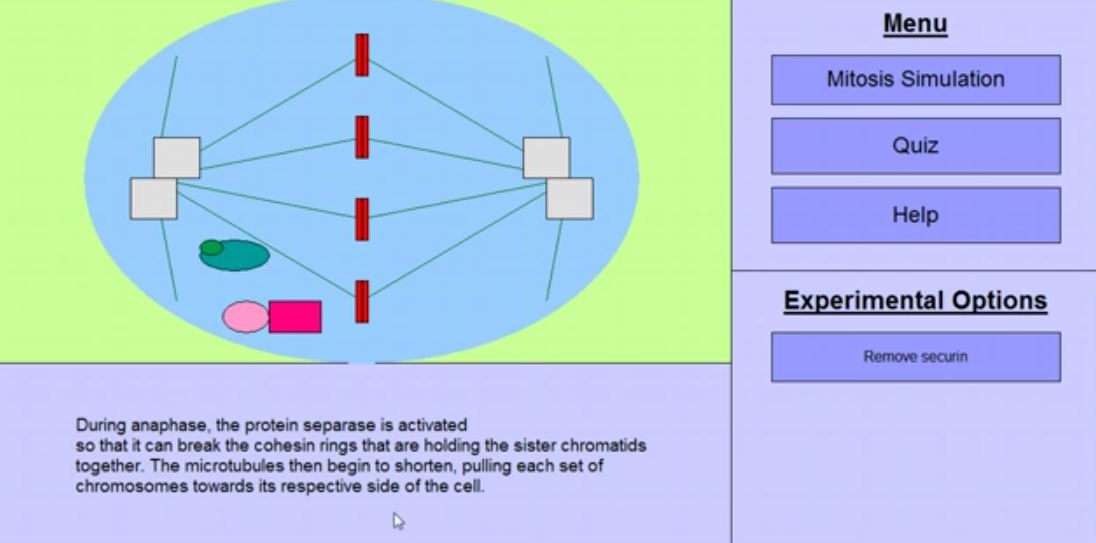 Menu
Mitosis Simulation
Quiz
Help
Experimental Options
Remove securin
During anaphase, the protein separase is activated
so that it can break the cohesin rings that are holding the sister chromatids
together. The microtubules then begin to shorten, pulling each set of
chromosomes towards its respective side of the cell.